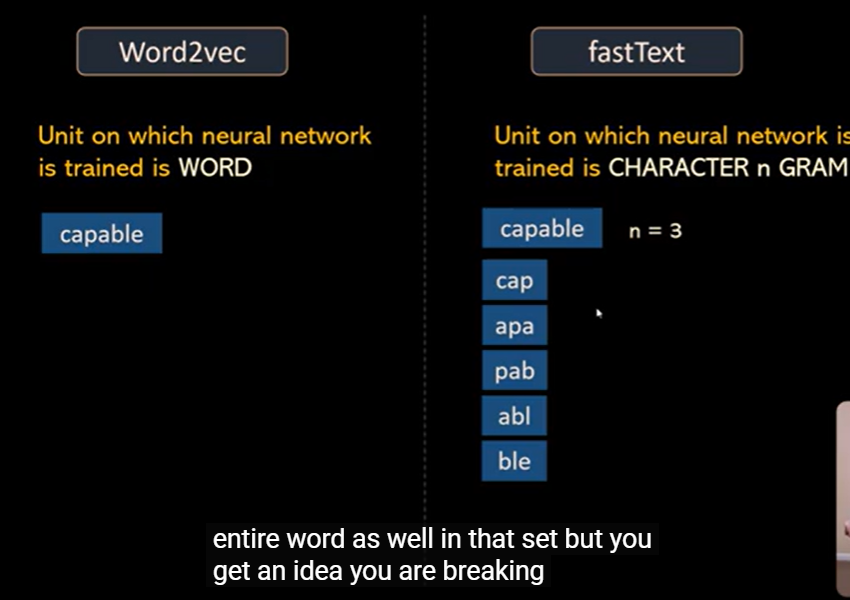 Word2vec
Unit on which neural network
is trained is WORD
capable
fastText
Unit on which neural network is
trained is CHARACTER n GRAM
capable
n = 3
cap
apa
pab
abl
ble
entire word as well in that set but you
get an idea you are breaking